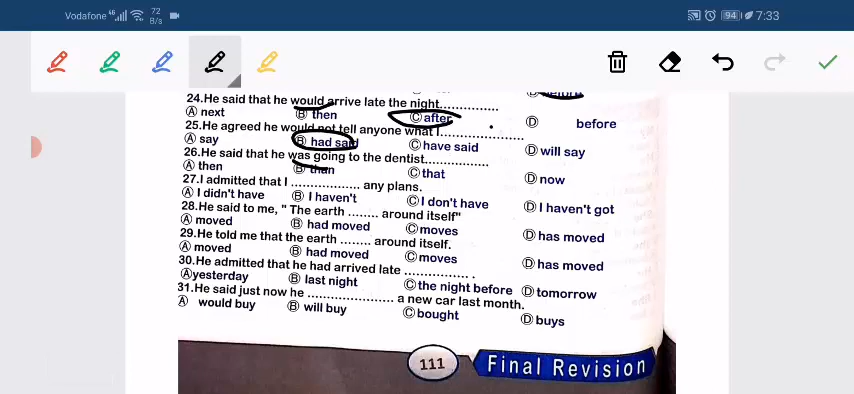 Vodafone 4G 72 B/s 94 7:33
before
24.He said that he would arrive late the night...............
Ⓐ next Ⓑ then Ⓒ after Ⓓ before
25.He agreed he would not tell anyone what I.....................
Ⓐ say Ⓑ had said Ⓒ have said Ⓓ will say
26.He said that he was going to the dentist................
Ⓐ then Ⓑ than Ⓒ that Ⓓ now
27.I admitted that I ................. any plans.
Ⓐ I didn't have Ⓑ I haven't Ⓒ I don't have Ⓓ I haven't got
28.He said to me, " The earth ........ around itself"
Ⓐ moved Ⓑ had moved Ⓒ moves Ⓓ has moved
29.He told me that the earth ........ around itself.
Ⓐ moved Ⓑ had moved Ⓒ moves Ⓓ has moved
30.He admitted that he had arrived late ................ .
Ⓐyesterday Ⓑ last night Ⓒ the night before Ⓓ tomorrow
31.He said just now he ..................... a new car last month.
Ⓐ would buy Ⓑ will buy Ⓒ bought Ⓓ buys
111 Final Revision